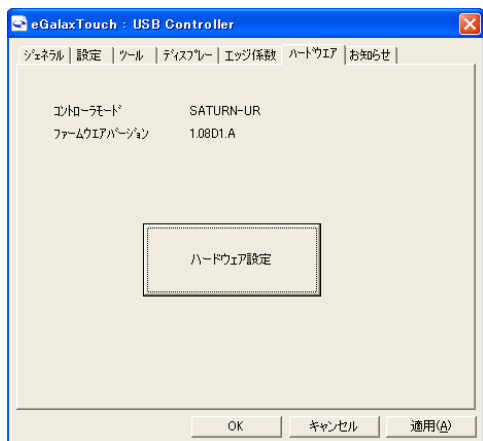 eGalaxTouch : USB Controller
ｼﾞｪﾈﾗﾙ 設定 ﾂｰﾙ ﾃﾞｨｽﾌﾟﾚｰ エッジ係数 ﾊｰﾄﾞｳｴｱ お知らせ
ｺﾝﾄﾛｰﾗﾓｰﾄﾞ SATURN-UR
ﾌｧｰﾑｳｴｱﾊﾞｰｼﾞｮﾝ 1.08D1.A
ハードウェア設定
OK キャンセル 適用(A)